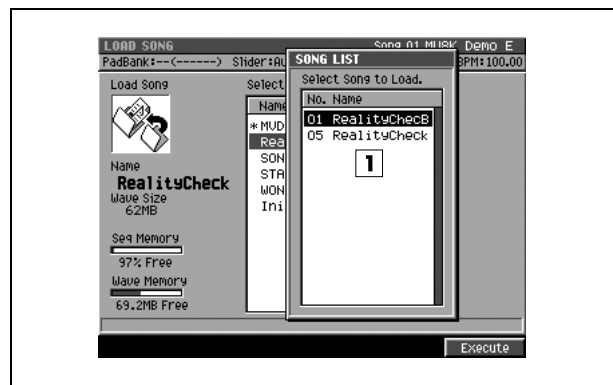 LOAD SONG
Song 01 MU8K Demo E
PadBank:--(------) Slider:Au
BPM:100.00
Load Song
Name
RealityCheck
Wave Size
62MB
Seq Memory
97% Free
Wave Memory
69.2MB Free
Select
Name
*MVD
Rea
SON
STA
WON
Ini
SONG LIST
Select Song to Load.
No. Name
01 RealityChecB
05 RealityCheck
1
Execute